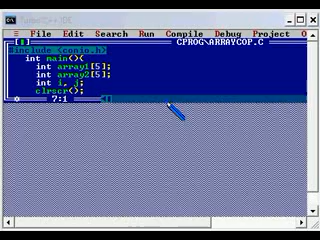 Turbo C++ IDE
≡ File Edit Search Run Compile Debug Project O
CPROG\ARRAYCOP.C
#include <conio.h>
int main(){
int array1[5];
int array2[5];
int i, j;
clrscr();
7:1